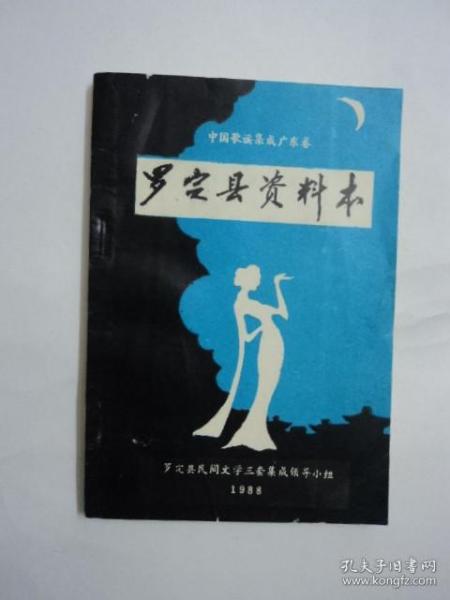 中国歌谣集成广东卷
罗定县资料本
罗定县民间文学三套集成领导小组
1988
孔夫子旧书网
www.kongfz.com